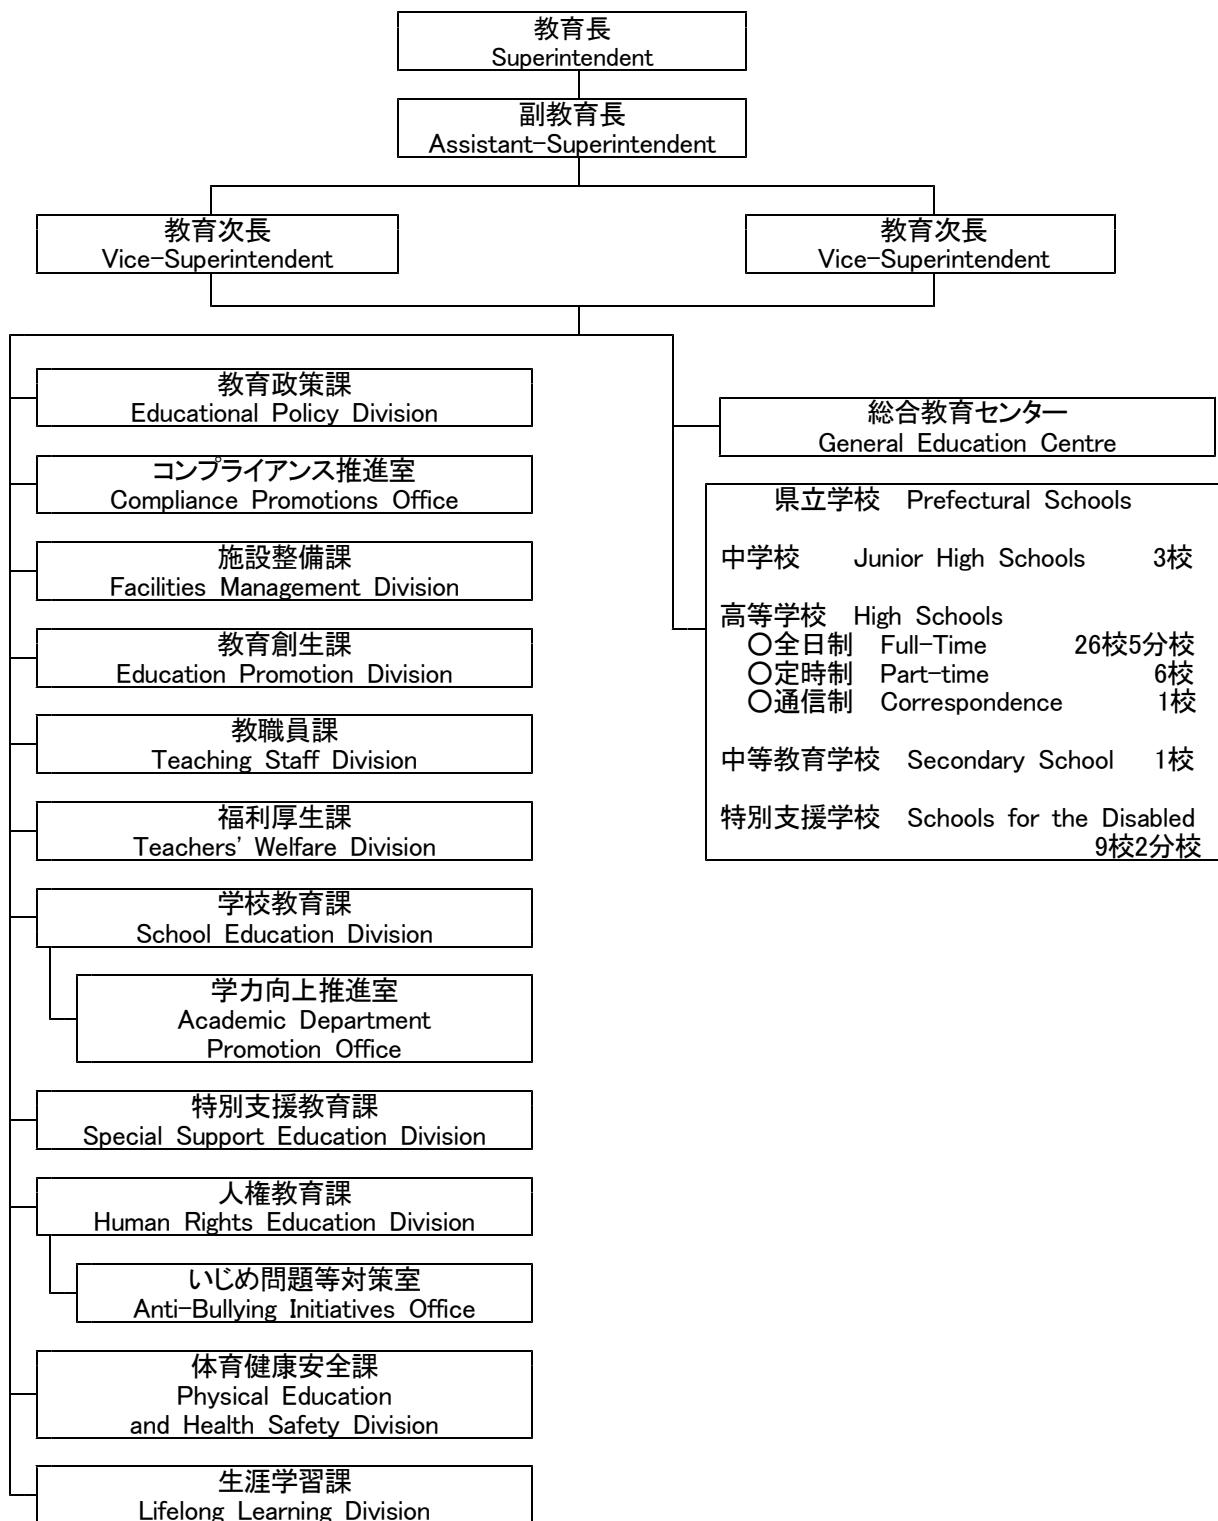 教育長
Superintendent
副教育長
Assistant-Superintendent
教育次長
Vice-Superintendent
教育次長
Vice-Superintendent
教育政策課
Educational Policy Division
コンプライアンス推進室
Compliance Promotions Office
施設整備課
Facilities Management Division
教育創生課
Education Promotion Division
教職員課
Teaching Staff Division
福利厚生課
Teachers' Welfare Division
学校教育課
School Education Division
学力向上推進室
Academic Department
Promotion Office
特別支援教育課
Special Support Education Division
人権教育課
Human Rights Education Division
いじめ問題等対策室
Anti-Bullying Initiatives Office
体育健康安全課
Physical Education
and Health Safety Division
生涯学習課
Lifelong Learning Division
総合教育センター
General Education Centre
県立学校 Prefectural Schools
中学校 Junior High Schools 3校
高等学校 High Schools
○全日制 Full-Time 26校5分校
○定時制 Part-time 6校
○通信制 Correspondence 1校
中等教育学校 Secondary School 1校
特別支援学校 Schools for the Disabled
9校2分校